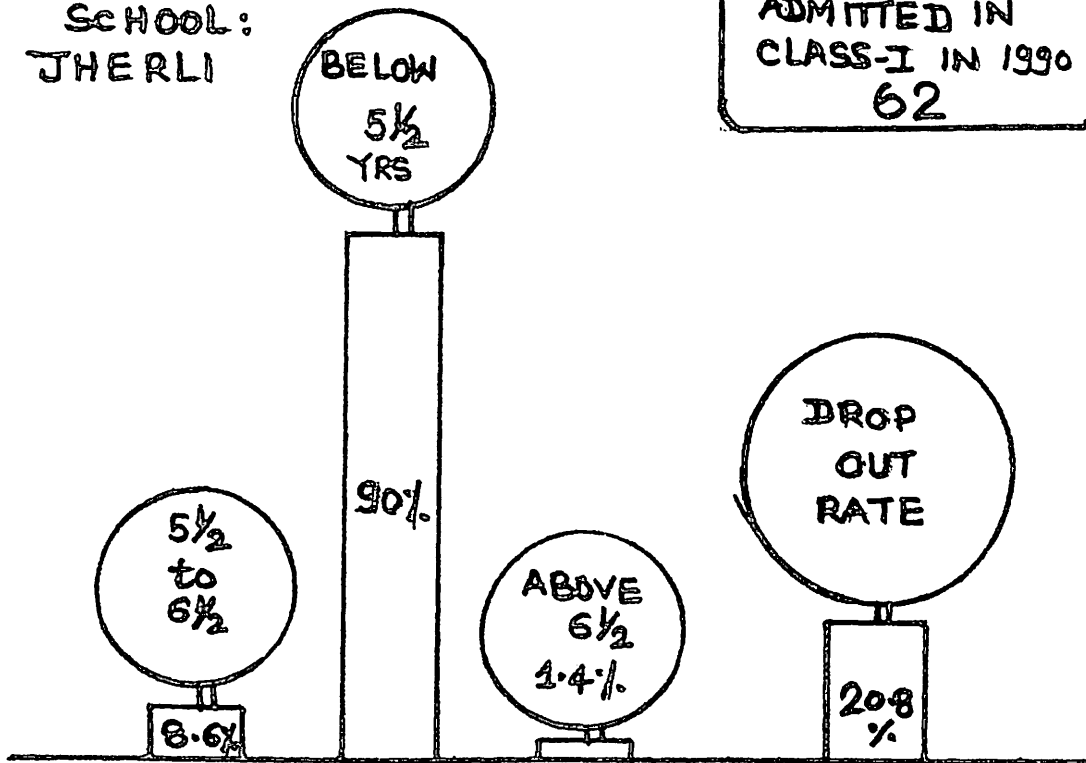 SCHOOL:
JHERLI
ADMITTED IN
CLASS-I IN 1990
62
BELOW
5½
YRS
90%
5½
to
6½
8.6%
ABOVE
6½
1.4%
DROP
OUT
RATE
20.8
%